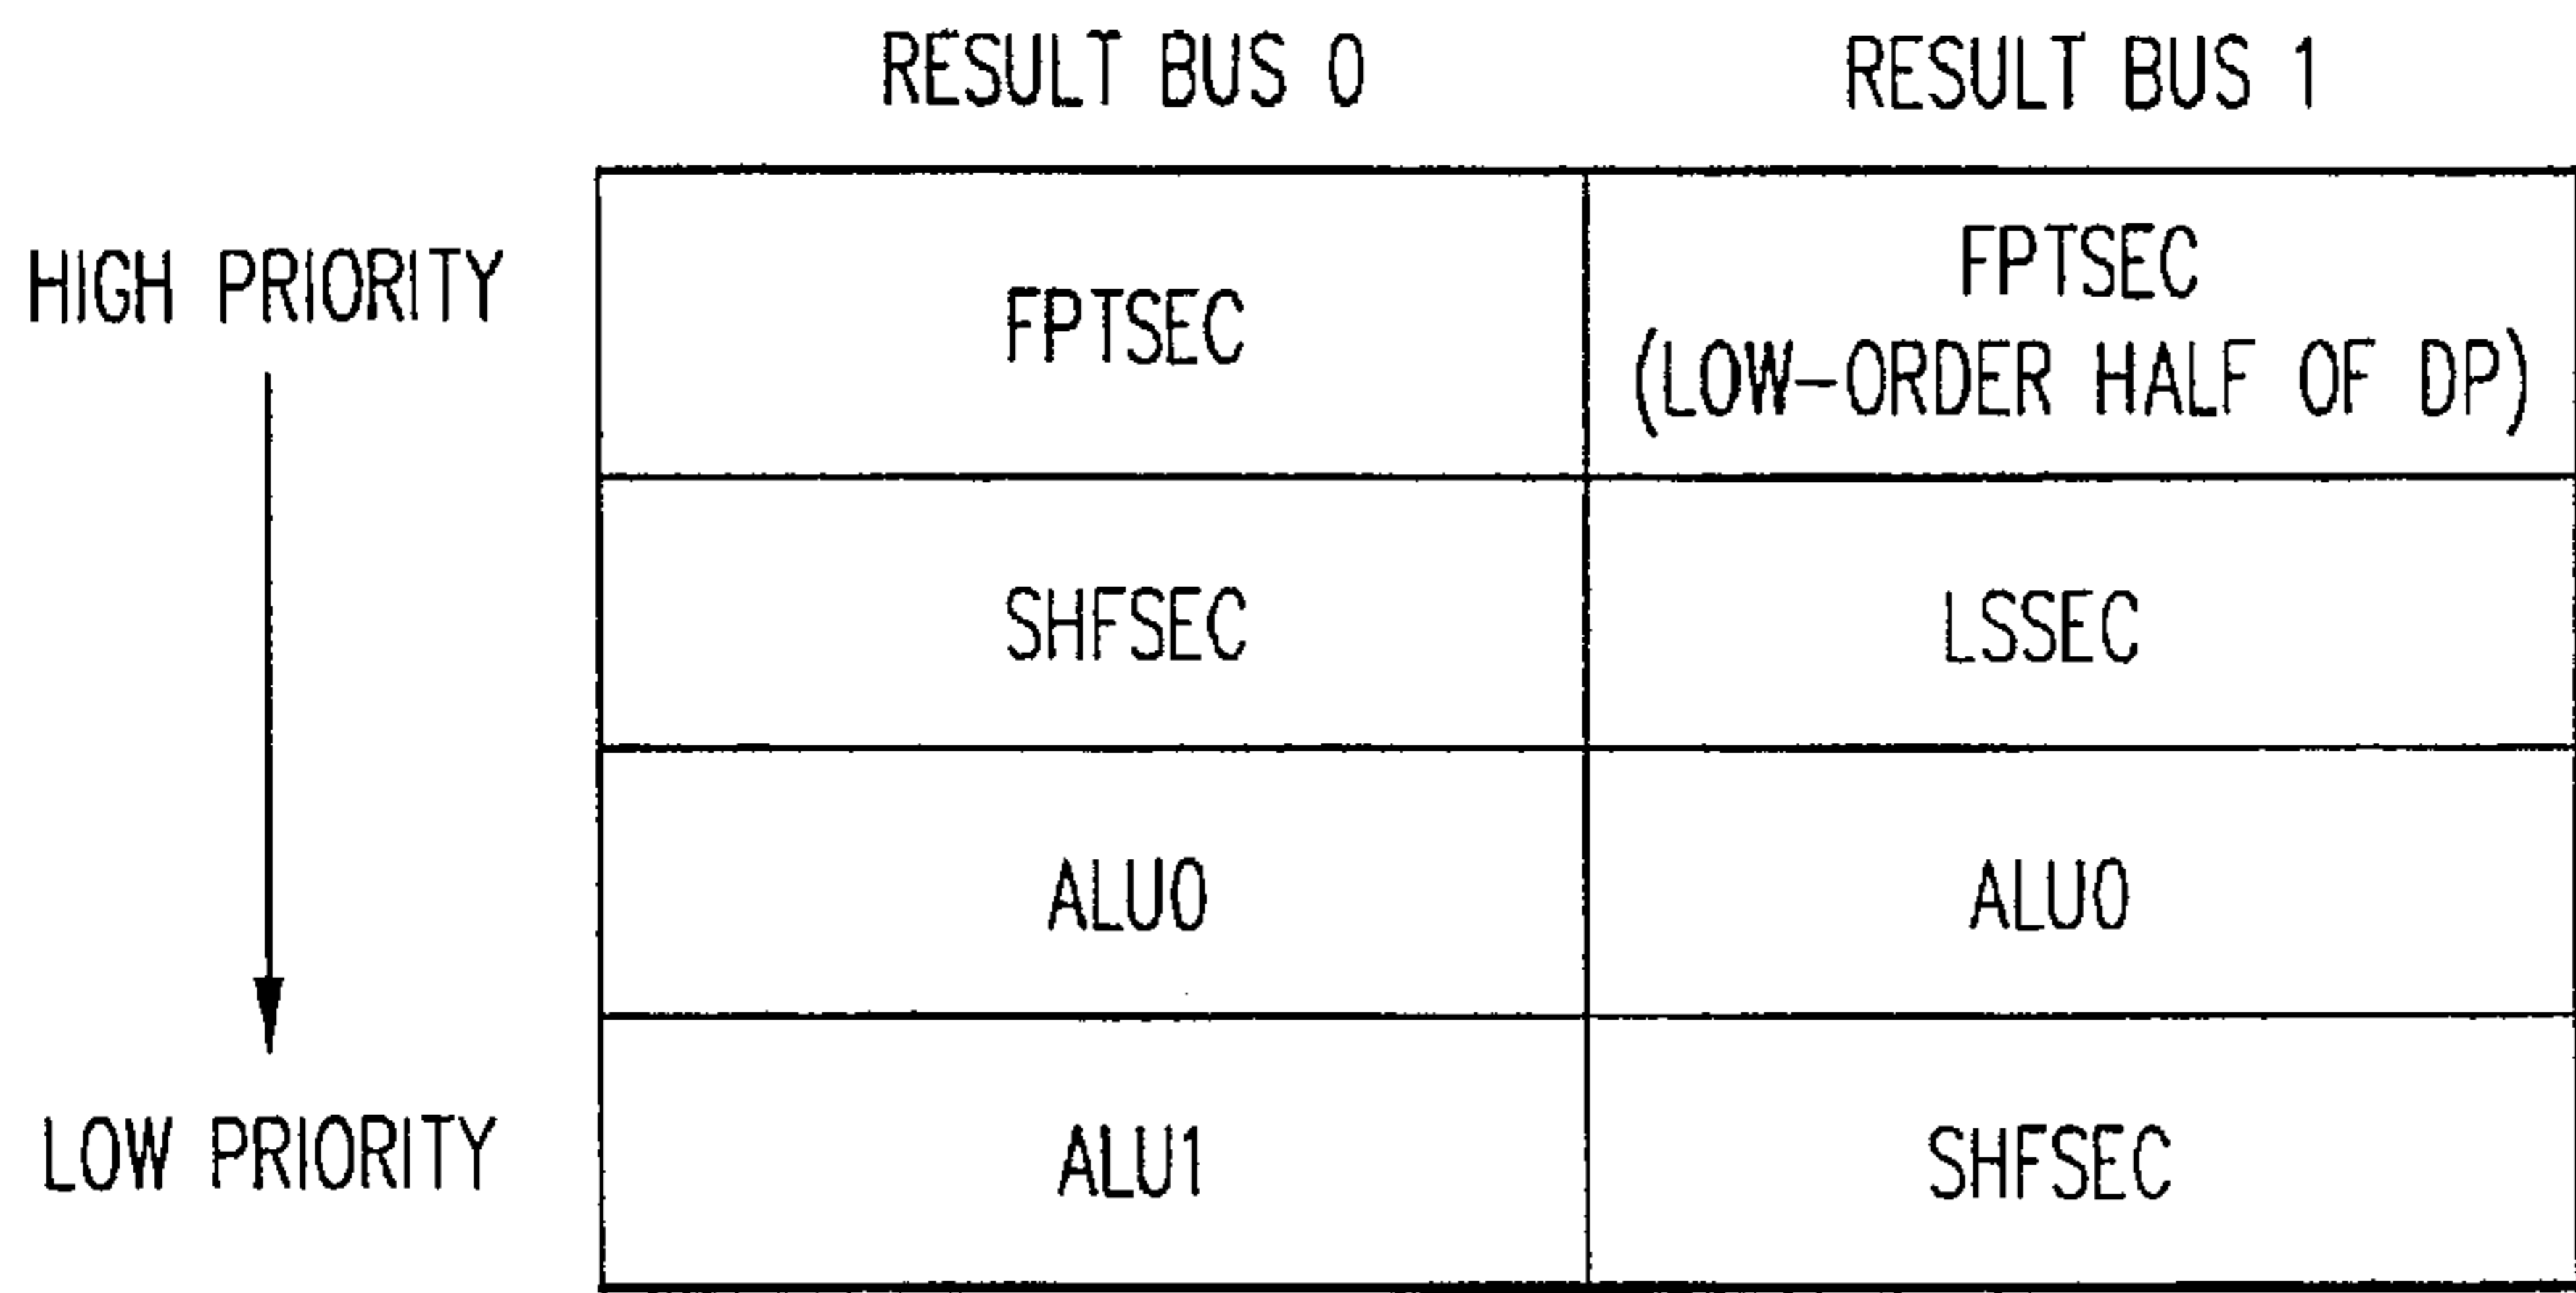 RESULT BUS 0 RESULT BUS 1
HIGH PRIORITY
FPTSEC
FPTSEC
(LOW-ORDER HALF OF DP)
SHFSEC LSSEC
ALU0 ALU0
LOW PRIORITY ALU1 SHFSEC